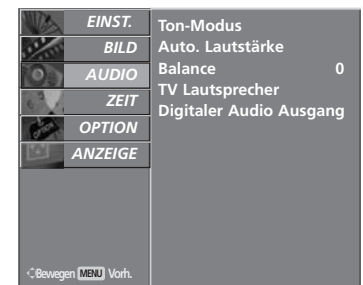 EINST.
BILD
AUDIO
ZEIT
OPTION
ANZEIGE
Ton-Modus
Auto. Lautstärke
Balance 0
TV Lautsprecher
Digitaler Audio Ausgang
Bewegen MENU Vorh.